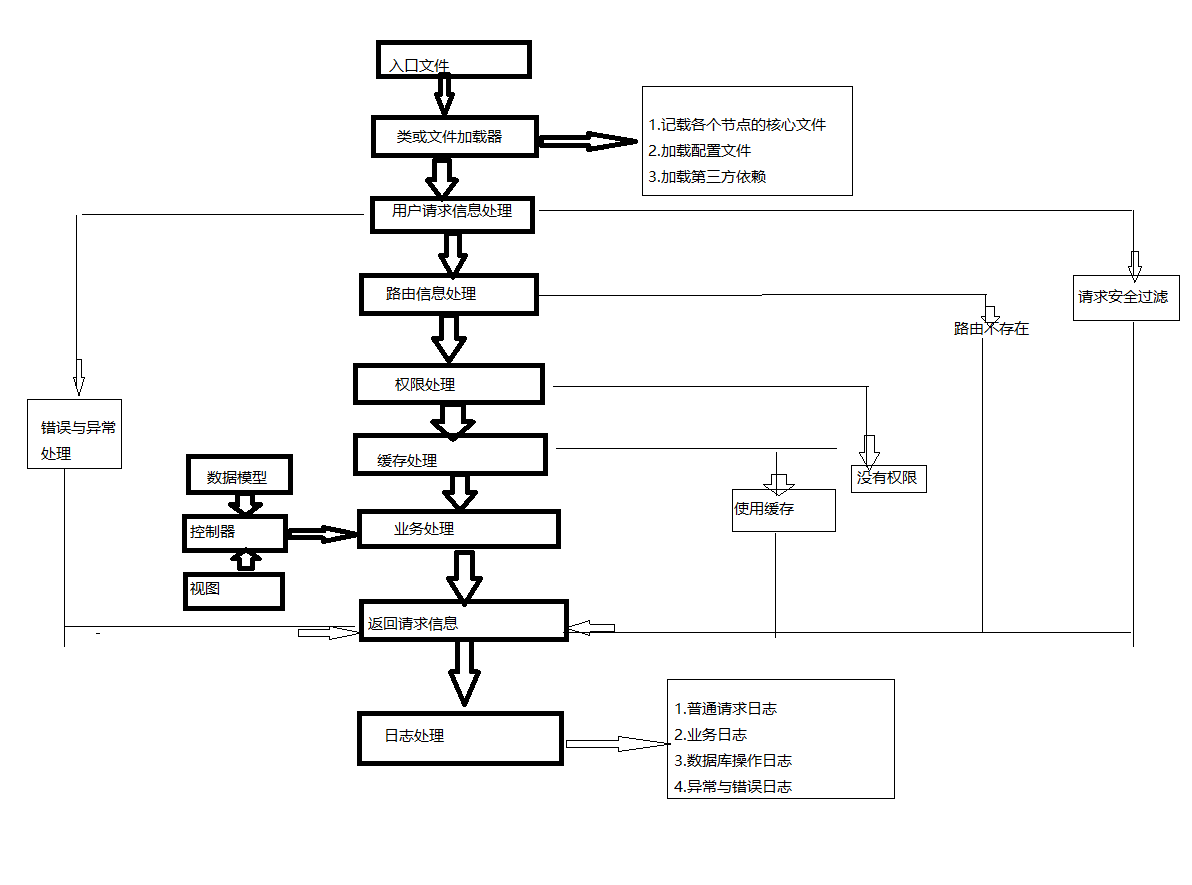 入口文件
类或文件加载器
1.记载各个节点的核心文件
2.加载配置文件
3.加载第三方依赖
用户请求信息处理
路由信息处理
请求安全过滤
路由不存在
权限处理
错误与异常
处理
缓存处理
数据模型
没有权限
使用缓存
控制器
业务处理
视图
返回请求信息
日志处理
1.普通请求日志
2.业务日志
3.数据库操作日志
4.异常与错误日志